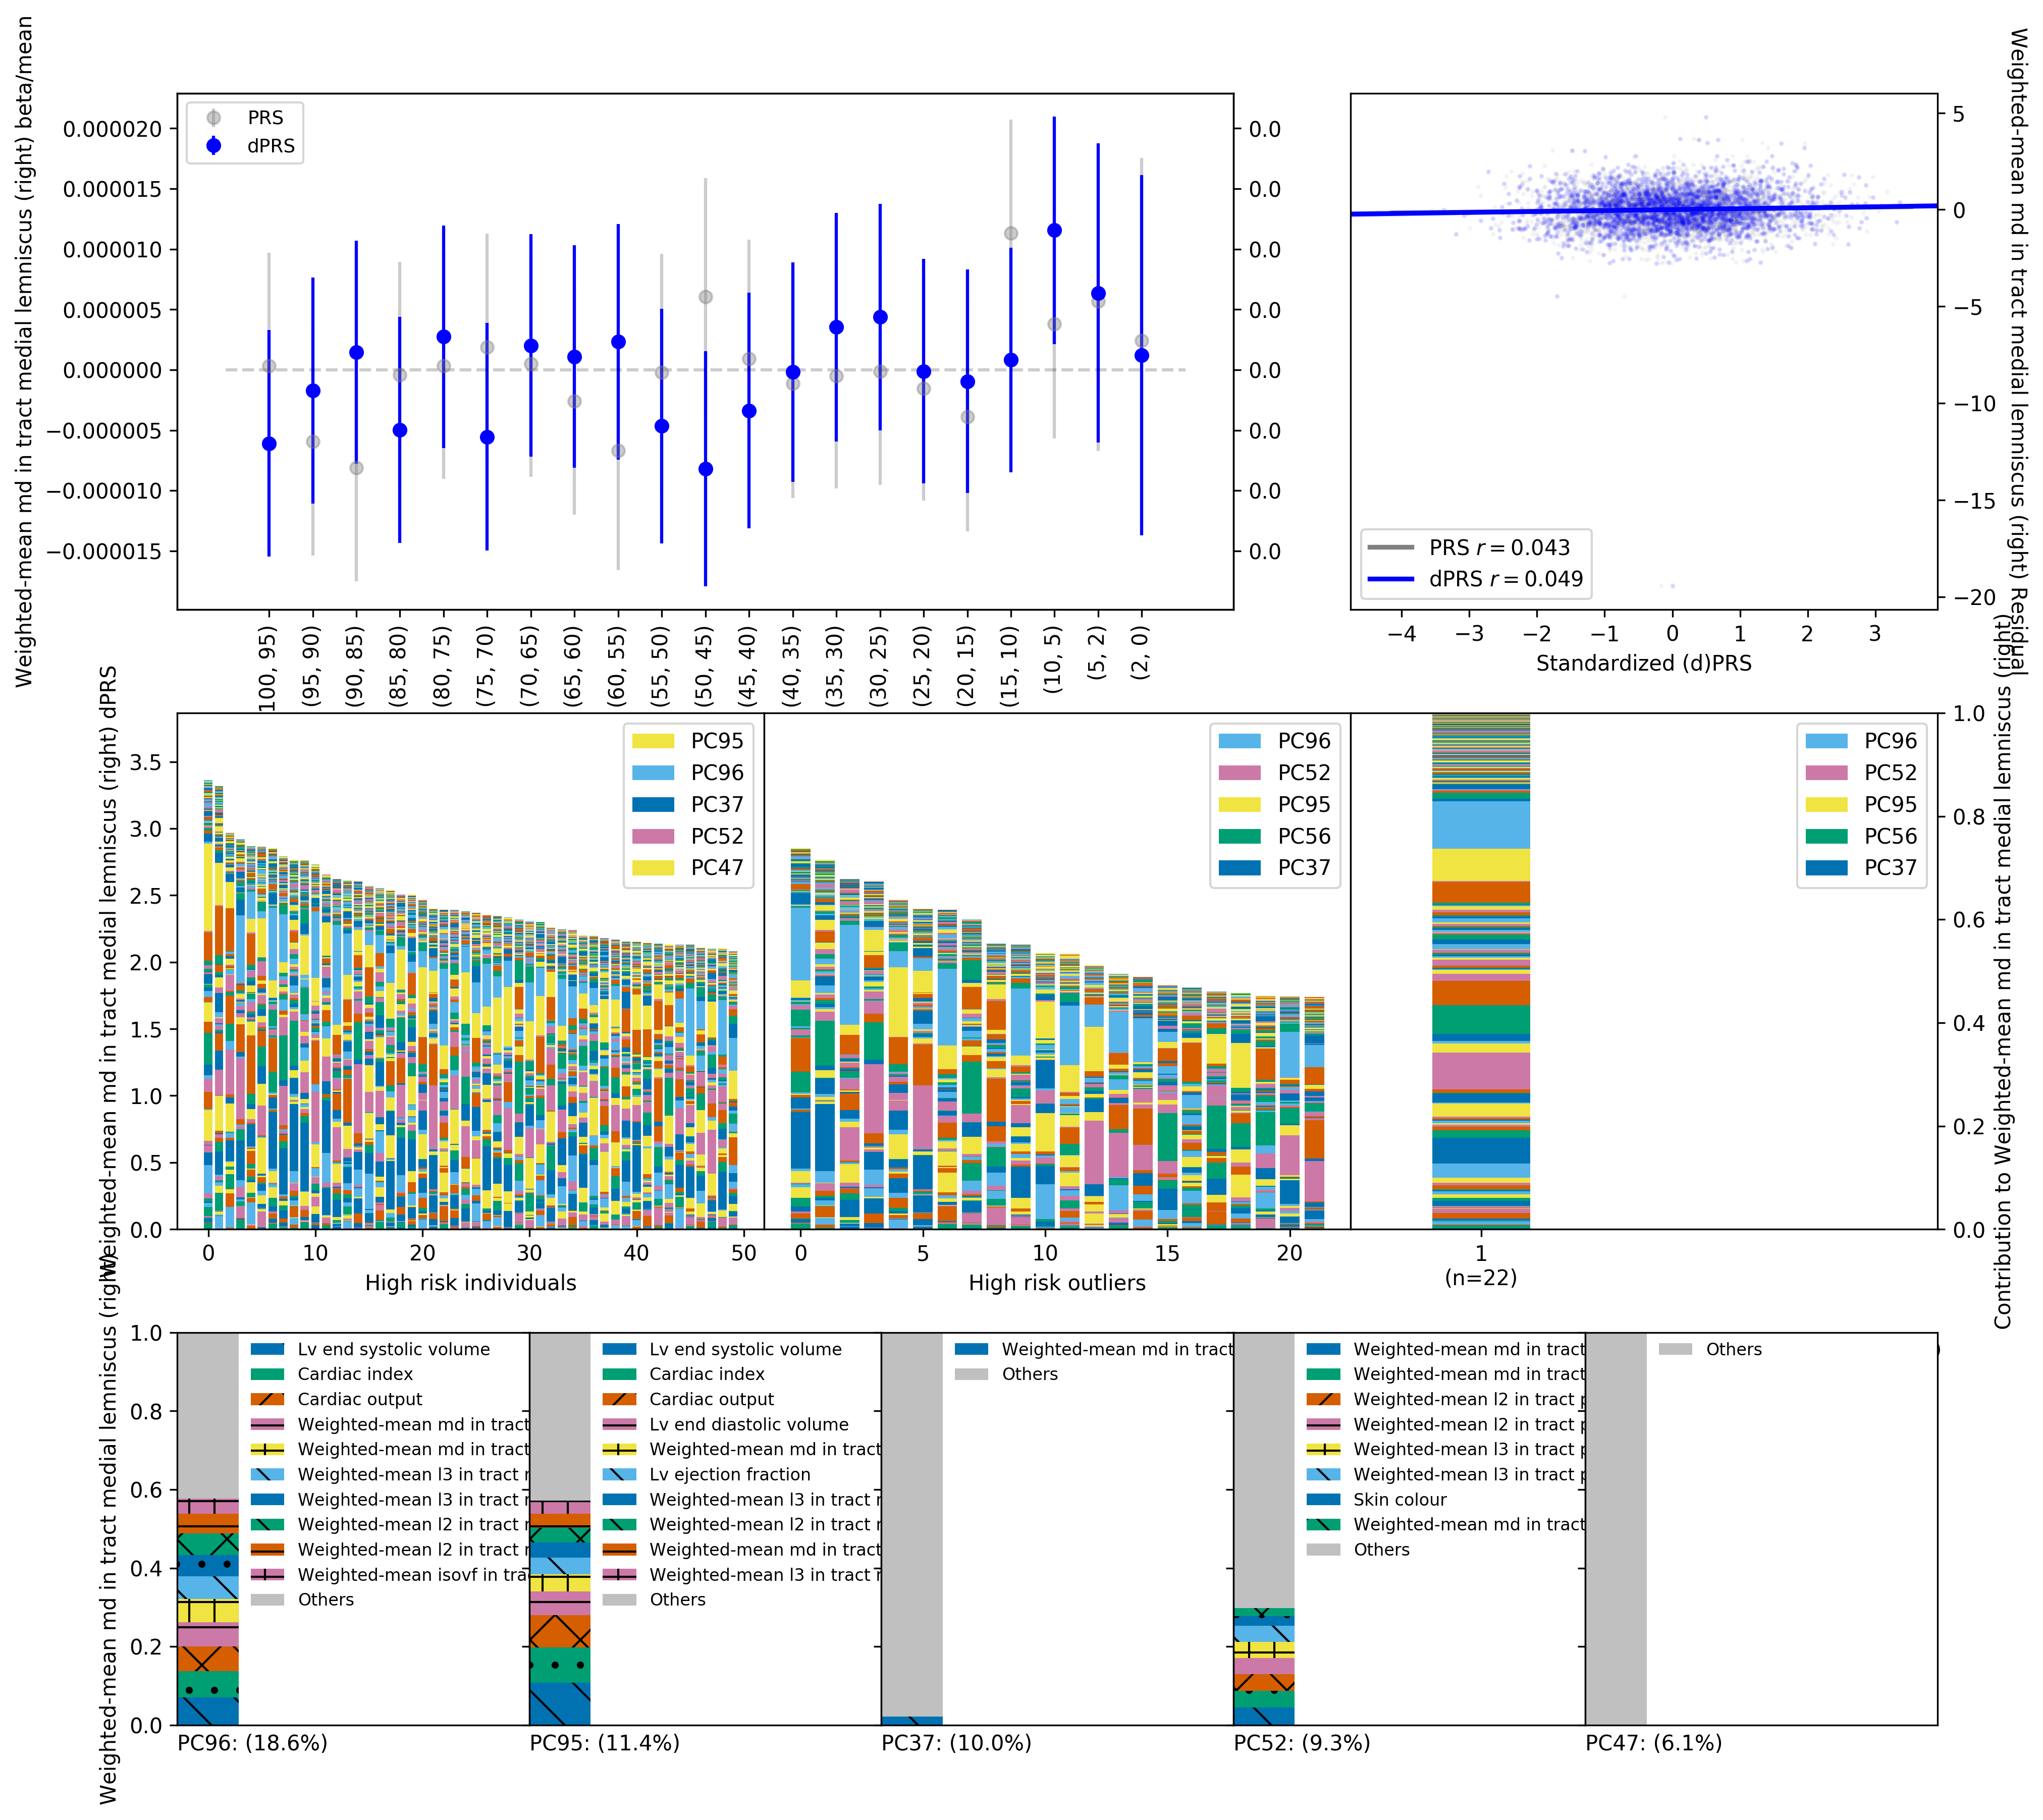 Weighted-mean md in tract medial lemniscus (right) beta/mean
0.000020
0.000015
0.000010
0.000005
0.000000
−0.000005
−0.000010
−0.000015
PRS
dPRS
0.0
0.0
0.0
0.0
0.0
0.0
0.0
0.0
100, 95)
(95, 90)
(90, 85)
(85, 80)
(80, 75)
(75, 70)
(70, 65)
(65, 60)
(60, 55)
(55, 50)
(50, 45)
(45, 40)
(40, 35)
(35, 30)
(30, 25)
(25, 20)
(20, 15)
(15, 10)
(10, 5)
(5, 2)
(2, 0)
PRS r = 0.043
dPRS r = 0.049
5
0
−5
−10
−15
−20
−4
−3
−2
−1
0
1
2
3
Standardized (d)PRS
Weighted-mean md in tract medial lemniscus (right) Residual
Weighted-mean md in tract medial lemniscus (right) dPRS
3.5
3.0
2.5
2.0
1.5
1.0
0.5
0.0
PC95
PC96
PC37
PC52
PC47
0
10
20
30
40
50
High risk individuals
PC96
PC52
PC95
PC56
PC37
0
5
10
15
20
High risk outliers
PC96
PC52
PC95
PC56
PC37
1
(n=22)
1.0
0.8
0.6
0.4
0.2
0.0
Contribution to Weighted-mean md in tract medial lemniscus (right)
Weighted-mean md in tract medial lemniscus (right)
1.0
0.8
0.6
0.4
0.2
0.0
Lv end systolic volume
Cardiac index
Cardiac output
Weighted-mean md in tract
Weighted-mean md in tract
Weighted-mean l3 in tract r
Weighted-mean l3 in tract r
Weighted-mean l2 in tract r
Weighted-mean l2 in tract r
Weighted-mean isovf in tra
Others
PC96: (18.6%)
Lv end systolic volume
Cardiac index
Cardiac output
Lv end diastolic volume
Weighted-mean md in tract
Lv ejection fraction
Weighted-mean l3 in tract r
Weighted-mean l2 in tract r
Weighted-mean md in tract
Weighted-mean l3 in tract r
Others
PC95: (11.4%)
Weighted-mean md in tract
Others
PC37: (10.0%)
Weighted-mean md in tract
Weighted-mean md in tract
Weighted-mean l2 in tract p
Weighted-mean l2 in tract p
Weighted-mean l3 in tract p
Weighted-mean l3 in tract p
Skin colour
Weighted-mean md in tract
Others
PC52: (9.3%)
Others
)
PC47: (6.1%)